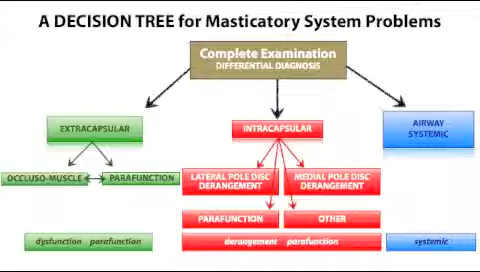 A DECISION TREE for Masticatory System Problems
Complete Examination
DIFFERENTIAL DIAGNOSIS
EXTRACAPSULAR
INTRACAPSULAR
AIRWAY
SYSTEMIC
OCCLUSO-MUSCLE
PARAFUNCTION
LATERAL POLE DISC
DERANGEMENT
MEDIAL POLE DISC
DERANGEMENT
PARAFUNCTION
OTHER
dysfunction parafunction
derangement parafunction
systemic